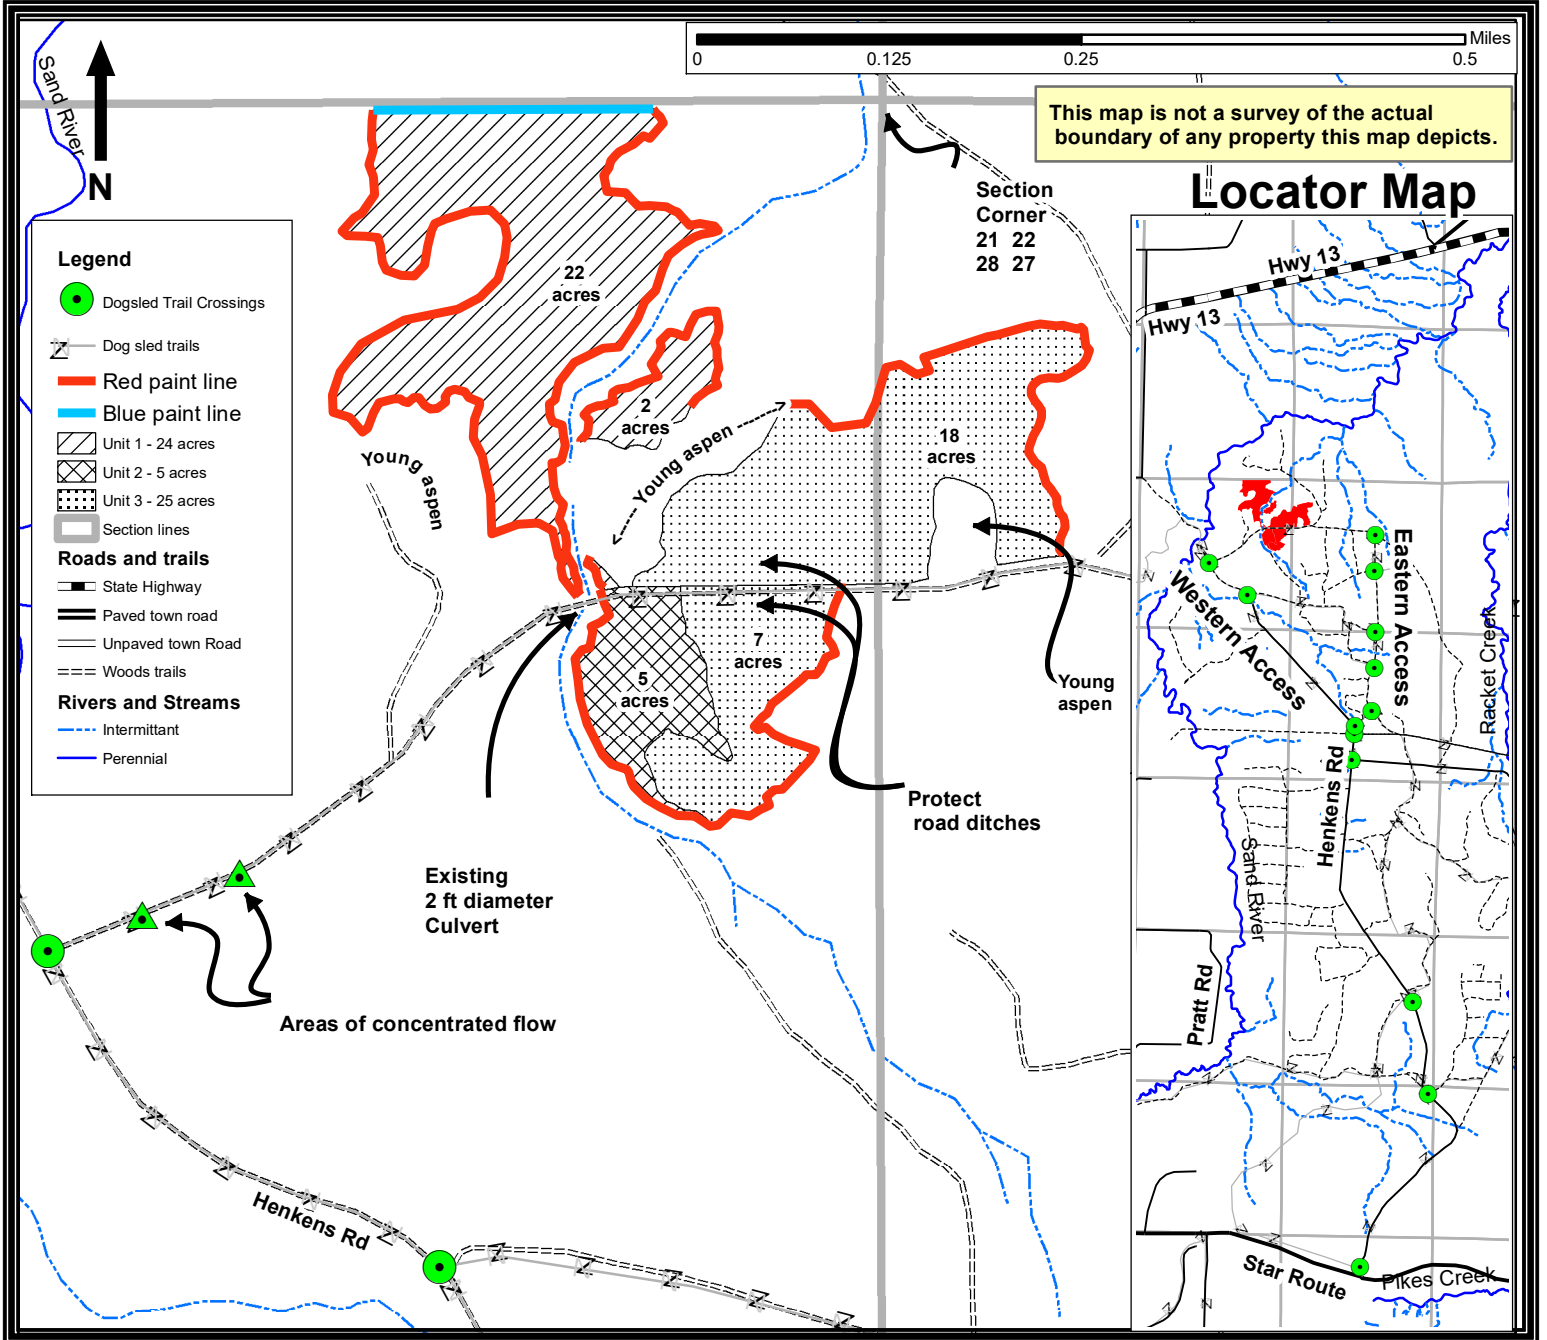 Miles
0 0.125 0.25 0.5
This map is not a survey of the actual
boundary of any property this map depicts.
Sand River
N
Locator Map
Section
Corner
21 22
28 27
Legend
Dogsled Trail Crossings
Dog sled trails
Red paint line
Blue paint line
Unit 1 - 24 acres
Unit 2 - 5 acres
Unit 3 - 25 acres
Section lines
Roads and trails
State Highway
Paved town road
Unpaved town Road
Woods trails
Rivers and Streams
Intermittant
Perennial
22
acres
2
acres
18
acres
7
acres
5
acres
Young aspen
Young aspen
Young
aspen
Protect
road ditches
Existing
2 ft diameter
Culvert
Areas of concentrated flow
Henkens Rd
Hwy 13
Hwy 13
Western Access
Eastern Access
Racket Creek
Henkens Rd
Sand River
Pratt Rd
Star Route
Pikes Creek